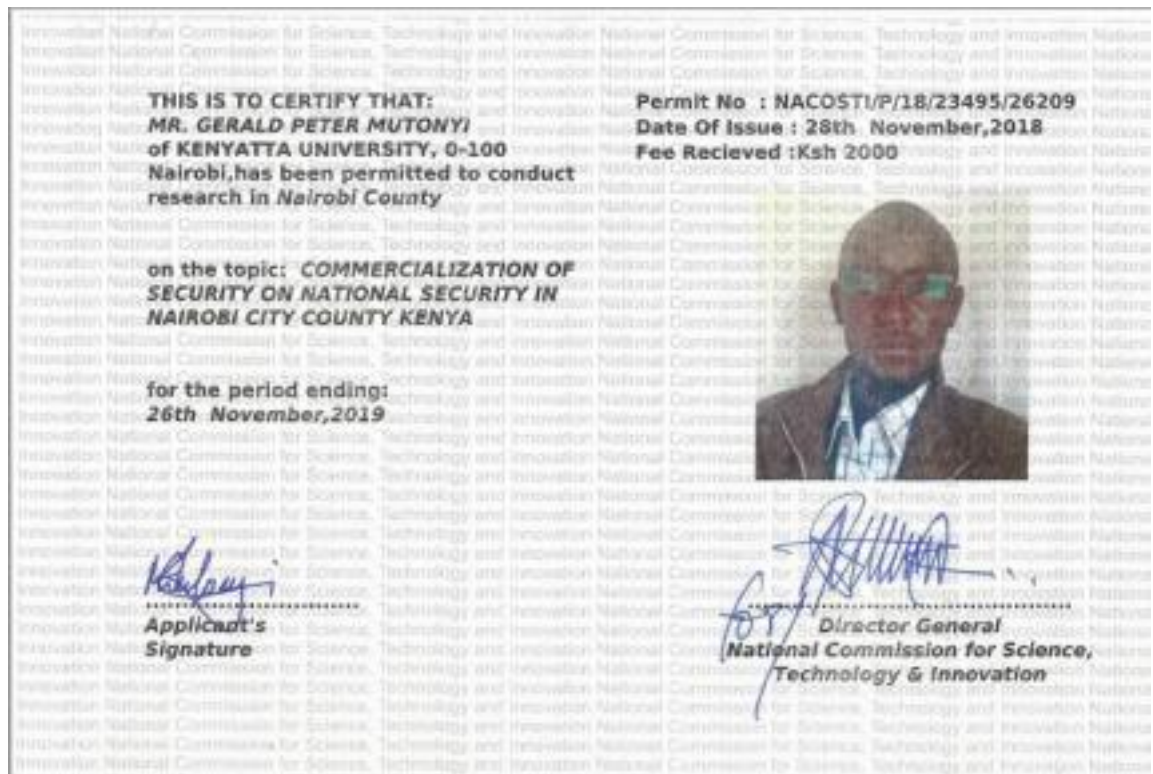 THIS IS TO CERTIFY THAT:
MR. GERALD PETER MUTONYI
of KENYATTA UNIVERSITY, 0-100
Nairobi,has been permitted to conduct
research in Nairobi County
on the topic: COMMERCIALIZATION OF
SECURITY ON NATIONAL SECURITY IN
NAIROBI CITY COUNTY KENYA
for the period ending:
26th November,2019
Applicant's
Signature
Permit No : NACOSTI/P/18/23495/26209
Date Of Issue : 28th November,2018
Fee Recieved :Ksh 2000
Director General
National Commission for Science,
Technology & Innovation